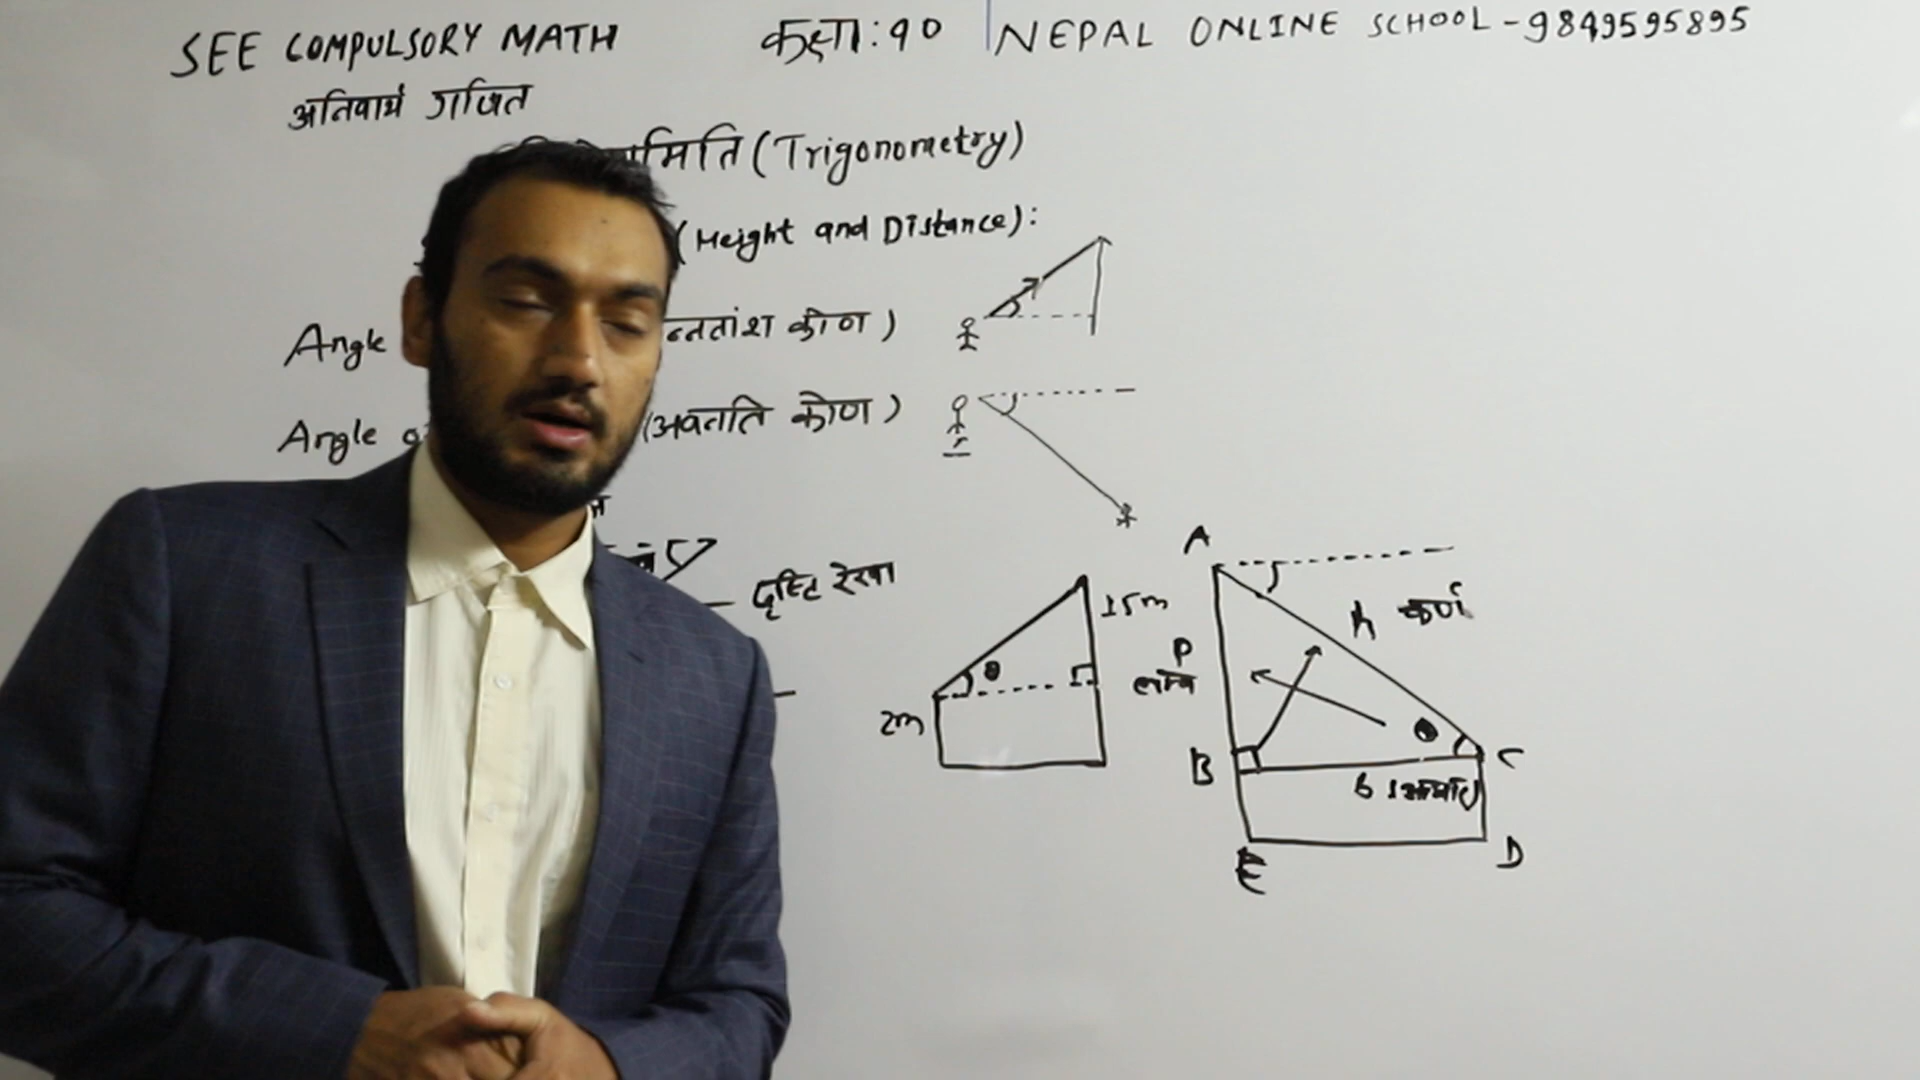 SEE COMPULSORY MATH कक्षा:१० | NEPAL ONLINE SCHOOL - 9849595895
अनिवार्य गणित
मिति (Trigonometry)
(Height and Distance):
Angle न्नतांश कोण)
Angle o (अवनति कोण)
दृष्टि रेखा
15m
θ
2m
A
h कर्ण
P
लम्ब
B
C
b आधार
E
D